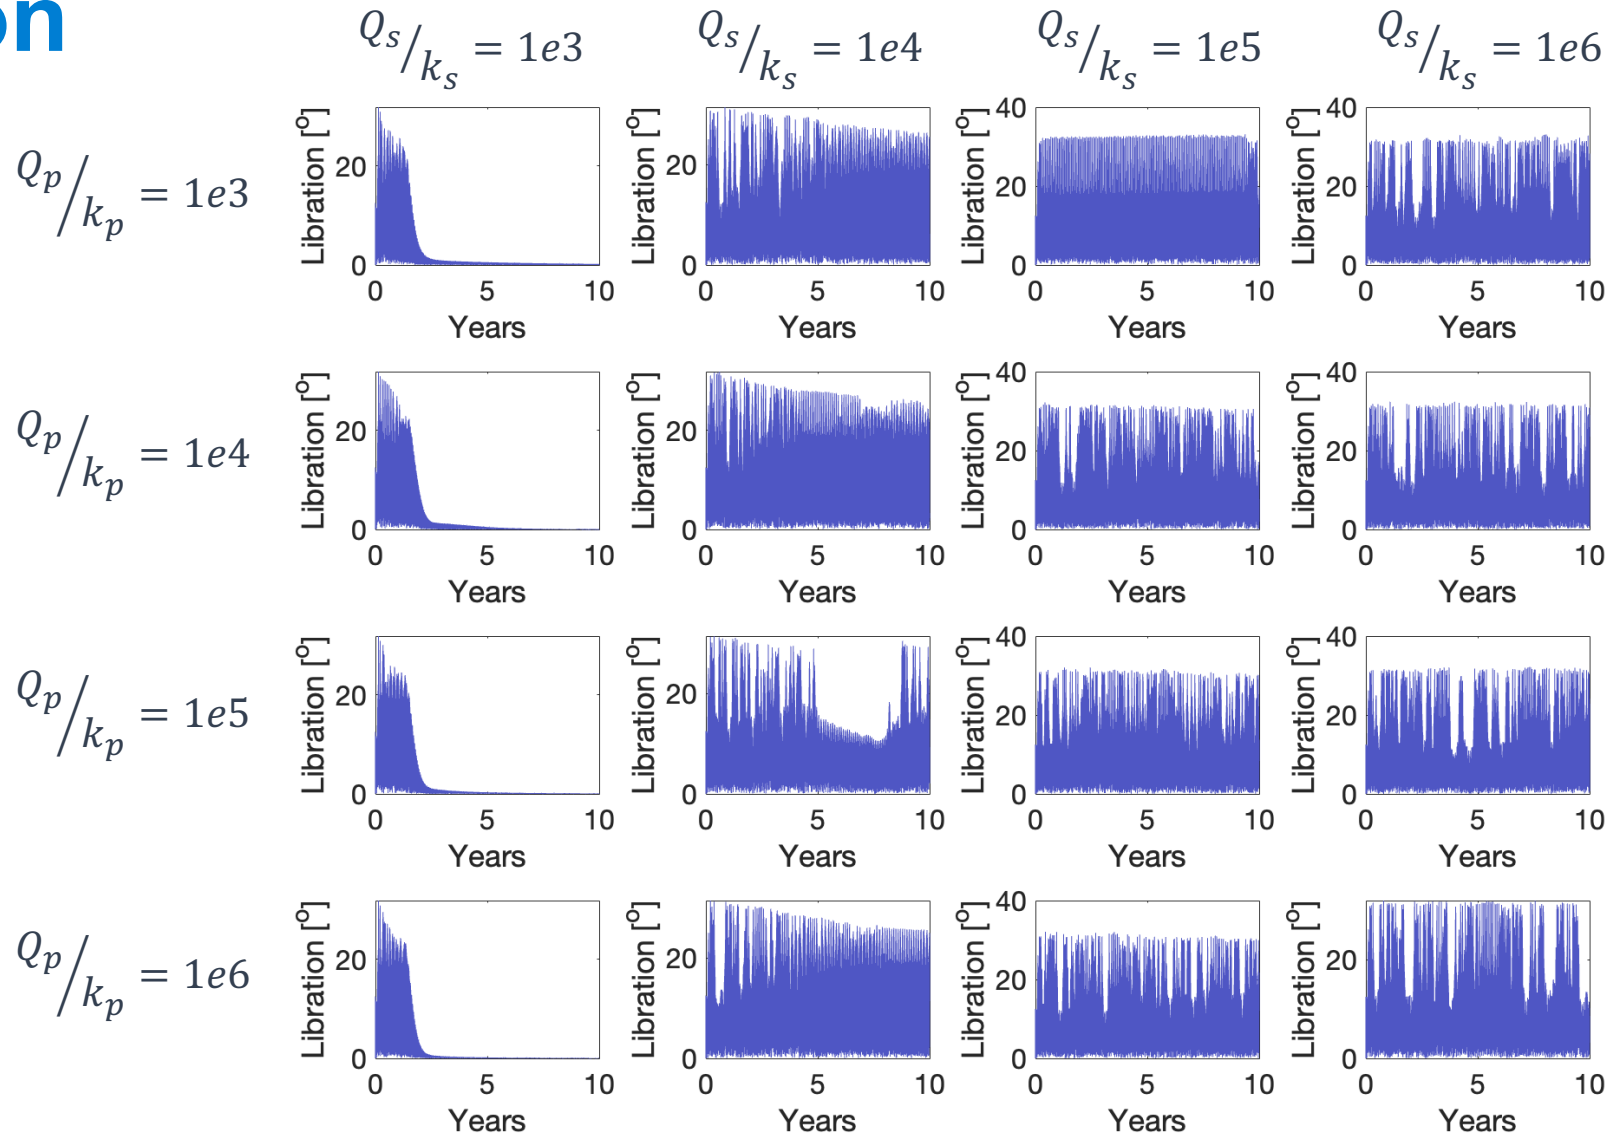 on
Qs/ks = 1e3 Qs/ks = 1e4 Qs/ks = 1e5 Qs/ks = 1e6
Qp/kp = 1e3
Libration [°] 20 0 0 5 10 Years
Libration [°] 20 0 0 5 10 Years
Libration [°] 40 20 0 0 5 10 Years
Libration [°] 40 20 0 0 5 10 Years
Qp/kp = 1e4
Libration [°] 20 0 0 5 10 Years
Libration [°] 20 0 0 5 10 Years
Libration [°] 40 20 0 0 5 10 Years
Libration [°] 40 20 0 0 5 10 Years
Qp/kp = 1e5
Libration [°] 20 0 0 5 10 Years
Libration [°] 20 0 0 5 10 Years
Libration [°] 40 20 0 0 5 10 Years
Libration [°] 40 20 0 0 5 10 Years
Qp/kp = 1e6
Libration [°] 20 0 0 5 10 Years
Libration [°] 20 0 0 5 10 Years
Libration [°] 40 20 0 0 5 10 Years
Libration [°] 20 0 0 5 10 Years